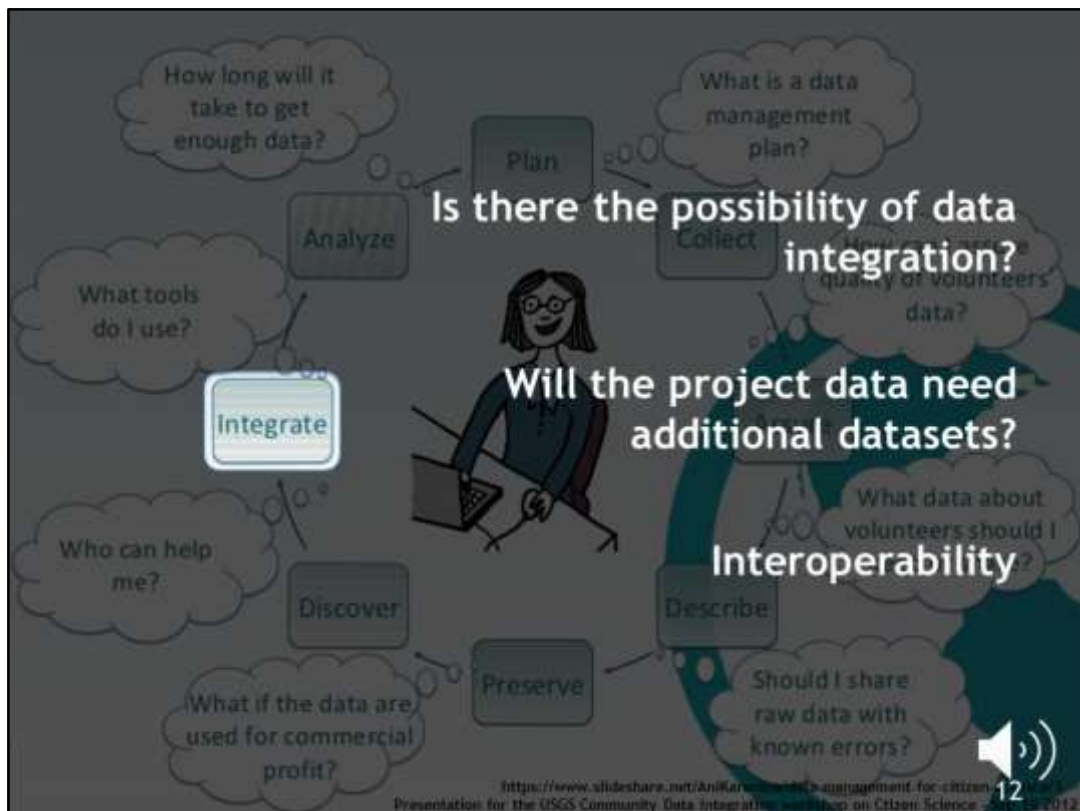 How long will it
take to get
enough data?
What is a data
management
plan?
Plan
Is there the possibility of data
integration?
Analyze
Collect
quality of volunteers
data?
What tools
do I use?
Will the project data need
additional datasets?
Integrate
What data about
volunteers should I
Interoperability
Who can help
me?
Discover
Describe
Preserve
What if the data are
used for commercial
profit?
Should I share
raw data with
known errors?
12
https://www.slideshare.net/
Presentation for the USGS Community Data Integrating workshop on Citizen Science